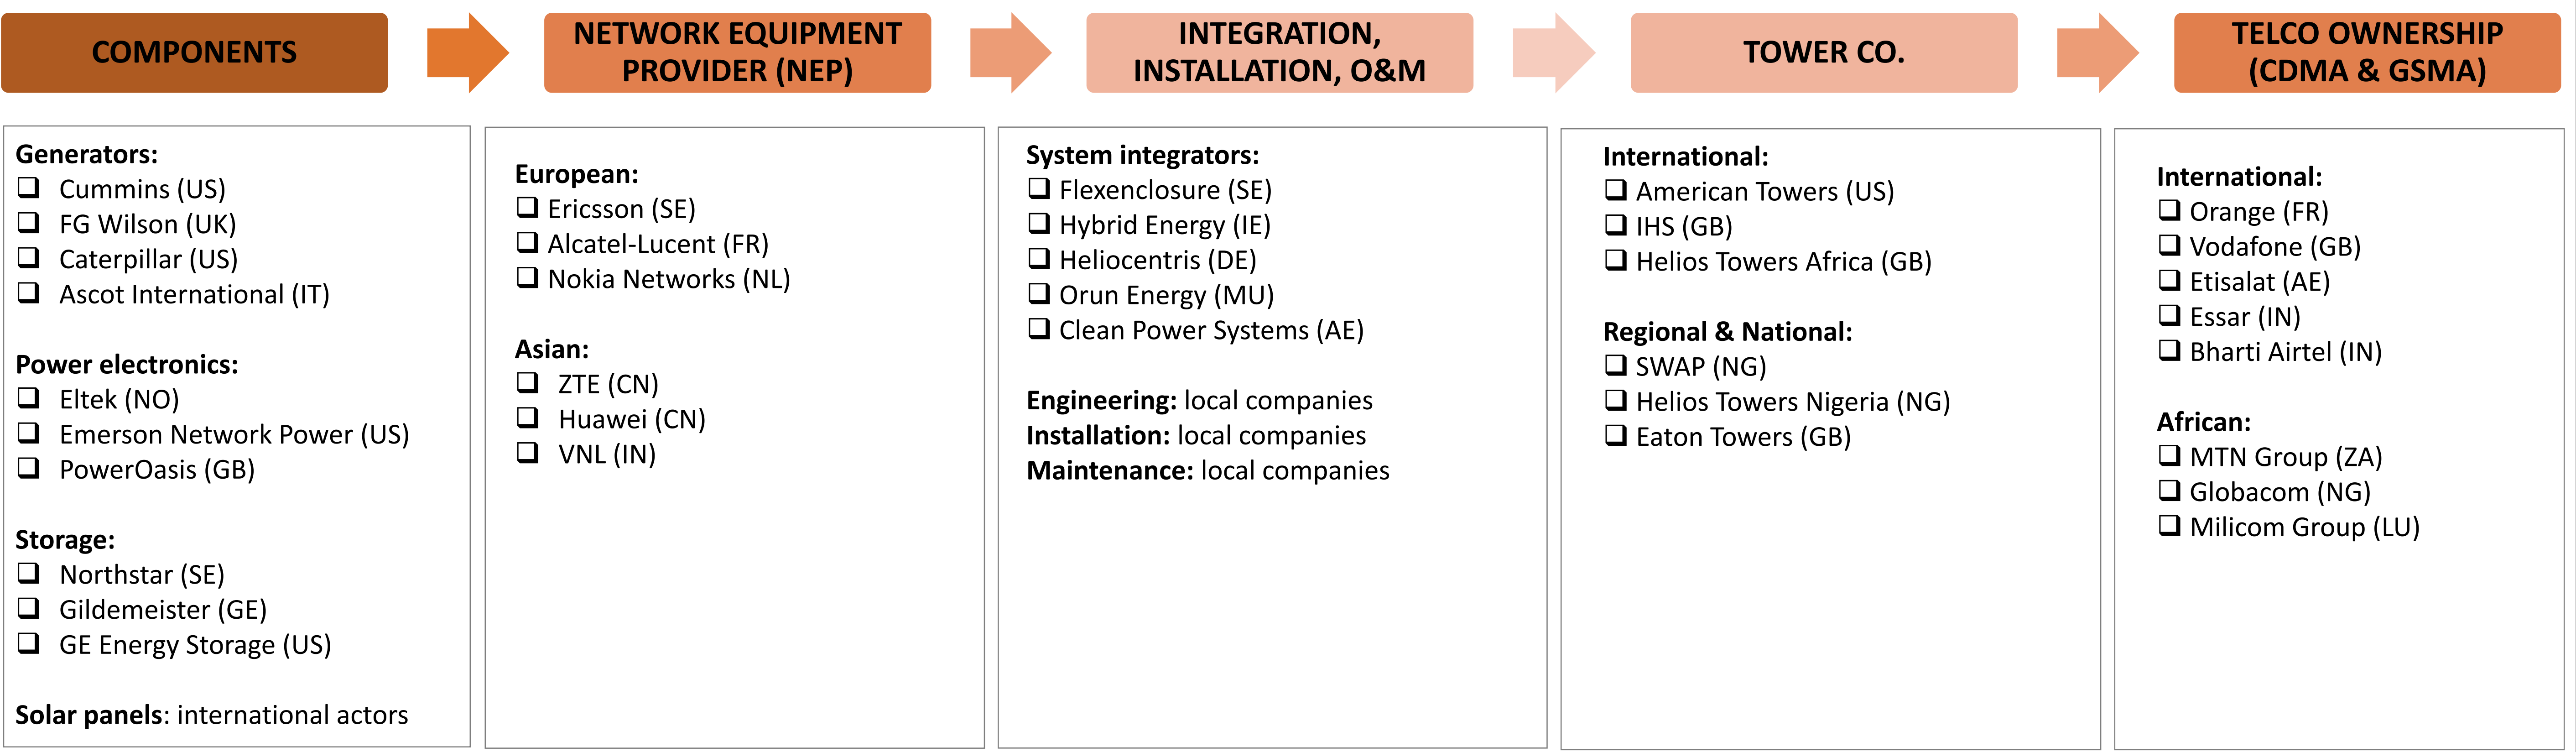 COMPONENTS
NETWORK EQUIPMENT
PROVIDER (NEP)
INTEGRATION,
INSTALLATION, O&M
TOWER CO.
TELCO OWNERSHIP
(CDMA & GSMA)
Generators:
Cummins (US)
FG Wilson (UK)
Caterpillar (US)
Ascot International (IT)
Power electronics:
Eltek (NO)
Emerson Network Power (US)
PowerOasis (GB)
Storage:
Northstar (SE)
Gildemeister (GE)
GE Energy Storage (US)
Solar panels: international actors
European:
Ericsson (SE)
Alcatel-Lucent (FR)
Nokia Networks (NL)
Asian:
ZTE (CN)
Huawei (CN)
VNL (IN)
System integrators:
Flexenclosure (SE)
Hybrid Energy (IE)
Heliocentris (DE)
Orun Energy (MU)
Clean Power Systems (AE)
Engineering: local companies
Installation: local companies
Maintenance: local companies
International:
American Towers (US)
IHS (GB)
Helios Towers Africa (GB)
Regional & National:
SWAP (NG)
Helios Towers Nigeria (NG)
Eaton Towers (GB)
International:
Orange (FR)
Vodafone (GB)
Etisalat (AE)
Essar (IN)
Bharti Airtel (IN)
African:
MTN Group (ZA)
Globacom (NG)
Milicom Group (LU)